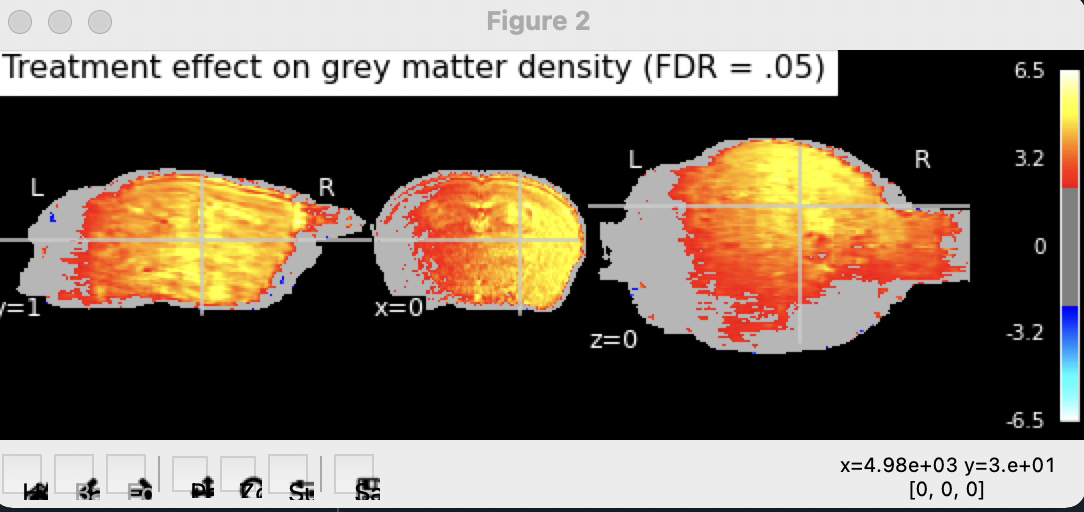 Figure 2
Treatment effect on grey matter density (FDR = .05)
6.5
L
R
L
R
3.2
0
y=1
x=0
z=0
-3.2
-6.5
x=4.98e+03 y=3.e+01
[0, 0, 0]